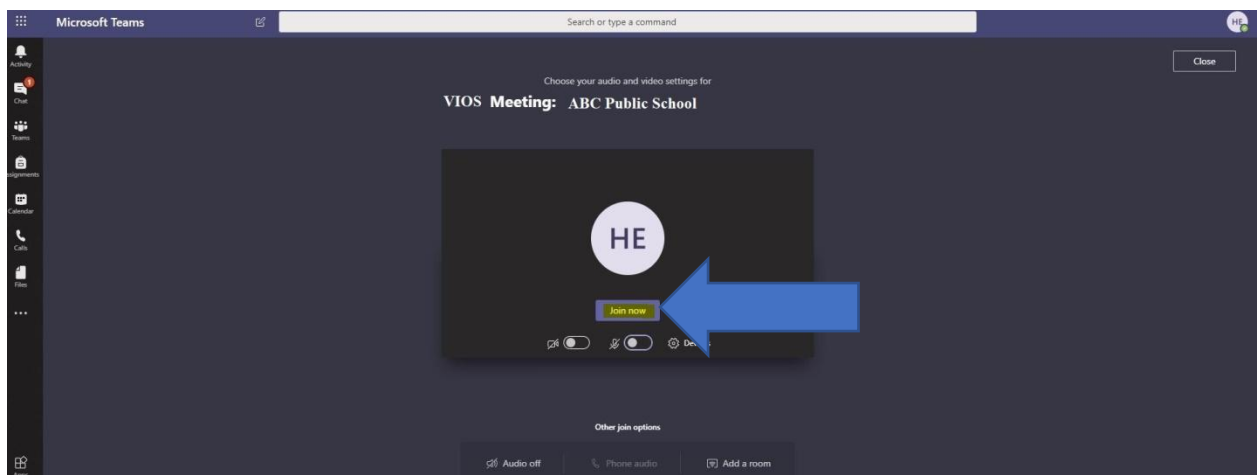 Microsoft Teams
Search or type a command
HE
Activity
1
Chat
Teams
ssignments
Calendar
Calls
Files
Close
Choose your audio and video settings for
VIOS Meeting: ABC Public School
HE
Join now
Other join options
Audio off
Phone audio
Add a room